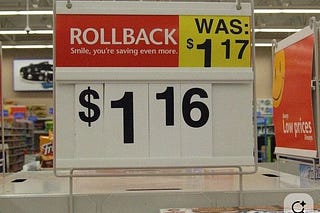 ROLLBACK
Smile, you're saving even more.
WAS:
$1 17
$1 16
Low prices